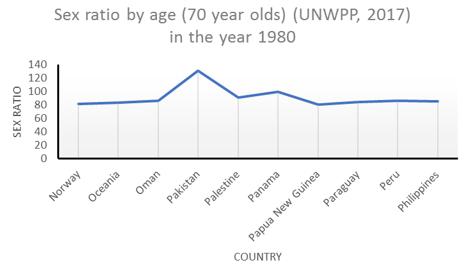 Sex ratio by age (70 year olds) (UNWPP, 2017)
in the year 1980
140
120
100
80
60
40
20
0
SEX RATIO
Norway
Oceania
Oman
Pakistan
Palestine
Panama
Papua New Guinea
Paraguay
Peru
Philippines
COUNTRY